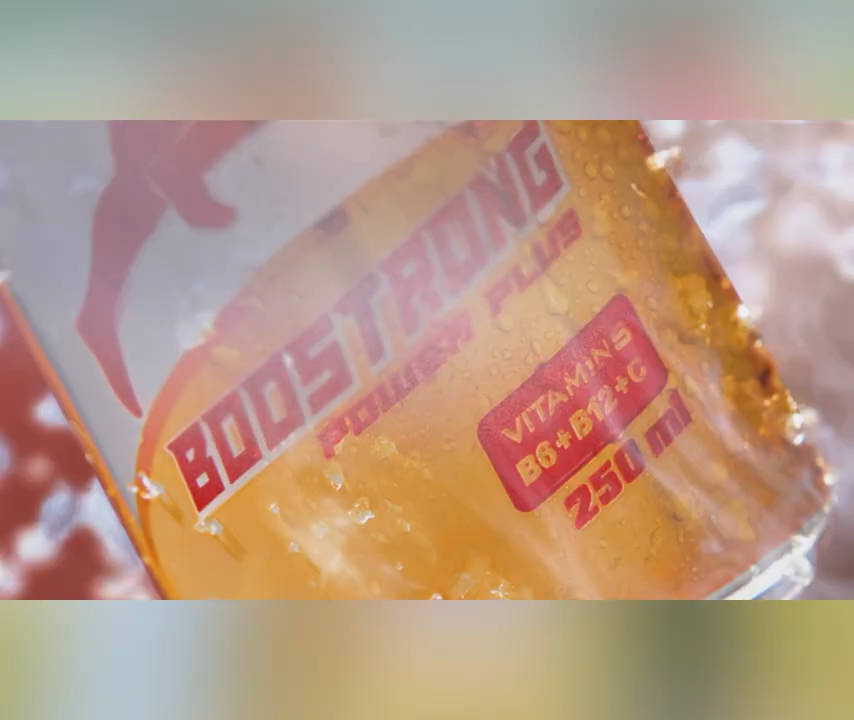 BOOSTRONG
POWER PLUS
VITAMINS
B6+B12+C
250 ml